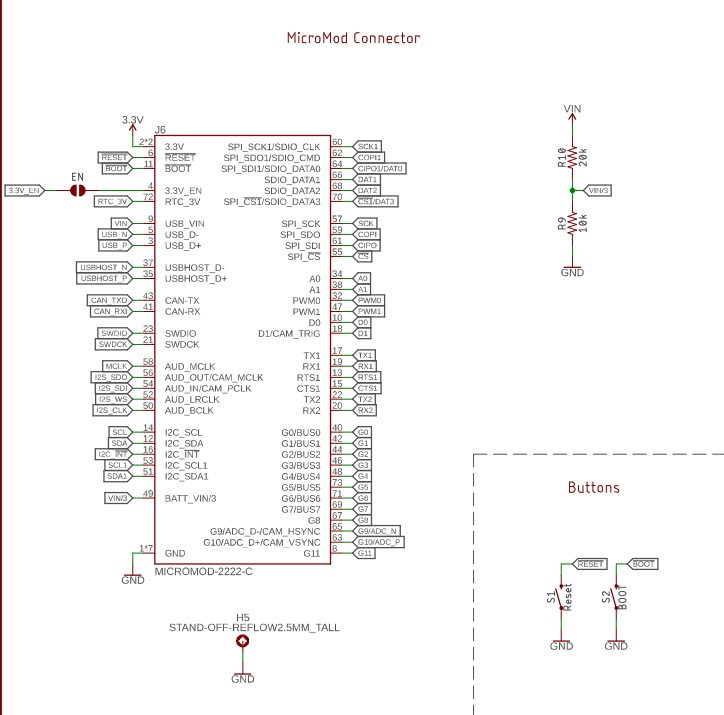 MicroMod Connector
3.3V
J6
2*2 3.3V SPI_SCK1/SDIO_CLK 60 SCK1
RESET 6 RESET SPI_SDO1/SDIO_CMD 62 COPI1
BOOT 11 BOOT SPI_SDI1/SDIO_DATA0 64 CIPO1/DAT0
SDIO_DATA1 66 DAT1
3.3V_EN EN 4 3.3V_EN SDIO_DATA2 68 DAT2
RTC_3V 72 RTC_3V SPI_CS1/SDIO_DATA3 70 CS1/DAT3
VIN 9 USB_VIN SPI_SCK 57 SCK
USB_N 5 USB_D- SPI_SDO 59 COPI
USB_P 3 USB_D+ SPI_SDI 61 CIPO
SPI_CS 55 CS
USBHOST_N 37 USBHOST_D-
USBHOST_P 35 USBHOST_D+ A0 34 A0
A1 38 A1
CAN_TXO 43 CAN-TX PWM0 32 PWM0
CAN_RXI 41 CAN-RX PWM1 47 PWM1
D0 10 D0
SWDIO 23 SWDIO D1/CAM_TRIG 18 D1
SWDCK 21 SWDCK
TX1 17 TX1
MCLK 58 AUD_MCLK RX1 19 RX1
I2S_SDO 56 AUD_OUT/CAM_MCLK RTS1 13 RTS1
I2S_SDI 54 AUD_IN/CAM_PCLK CTS1 15 CTS1
I2S_WS 52 AUD_LRCLK TX2 22 TX2
I2S_CLK 50 AUD_BCLK RX2 20 RX2
SCL 14 I2C_SCL G0/BUS0 40 G0
SDA 12 I2C_SDA G1/BUS1 42 G1
I2C_INT 16 I2C_INT G2/BUS2 44 G2
SCL1 53 I2C_SCL1 G3/BUS3 46 G3
SDA1 51 I2C_SDA1 G4/BUS4 48 G4
G5/BUS5 73 G5
VIN/3 49 BATT_VIN/3 G6/BUS6 71 G6
G7/BUS7 69 G7
G8 67 G8
G9/ADC_D-/CAM_HSYNC 65 G9/ADC_N
G10/ADC_D+/CAM_VSYNC 63 G10/ADC_P
1*7 GND G11 8 G11
GND
MICROMOD-2222-C
H5
STAND-OFF-REFLOW2.5MM_TALL
GND
VIN
R10
20k
VIN/3
R9
10k
GND
Buttons
RESET
S1
Reset
GND
BOOT
S2
BOOT
GND